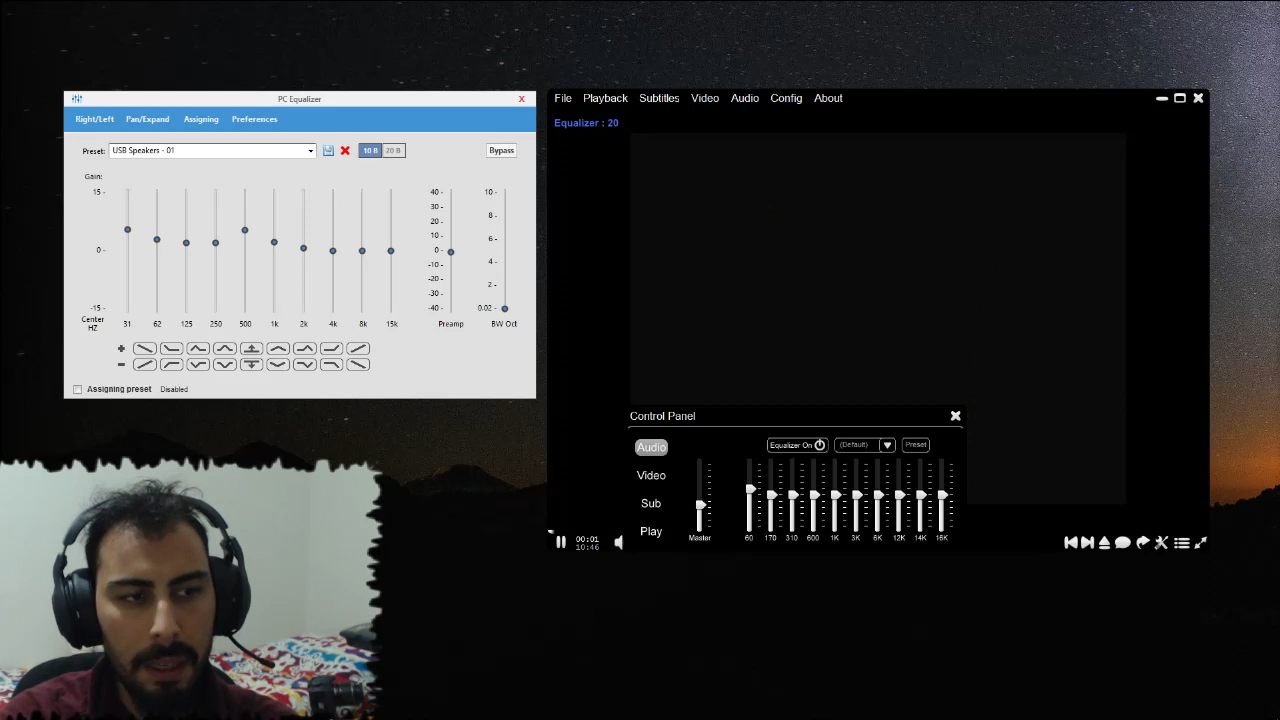 PC Equalizer
X
Right/Left Pan/Expand Assigning Preferences
Preset: USB Speakers - 01 10 B 20 B Bypass
Gain:
15 -
0 -
-15 -
40 -
30 -
20 -
10 -
0 -
-10 -
-20 -
-30 -
-40 -
10 -
8 -
6 -
4 -
2 -
0.02 -
Center
HZ
31 62 125 250 500 1k 2k 4k 8k 15k Preamp BW Oct
+
-
Assigning preset Disabled
File Playback Subtitles Video Audio Config About
Equalizer : 20
Control Panel
Audio
Video
Sub
Play
Equalizer On (Default) Preset
Master 60 170 310 600 1K 3K 6K 12K 14K 16K
00:01
10:46